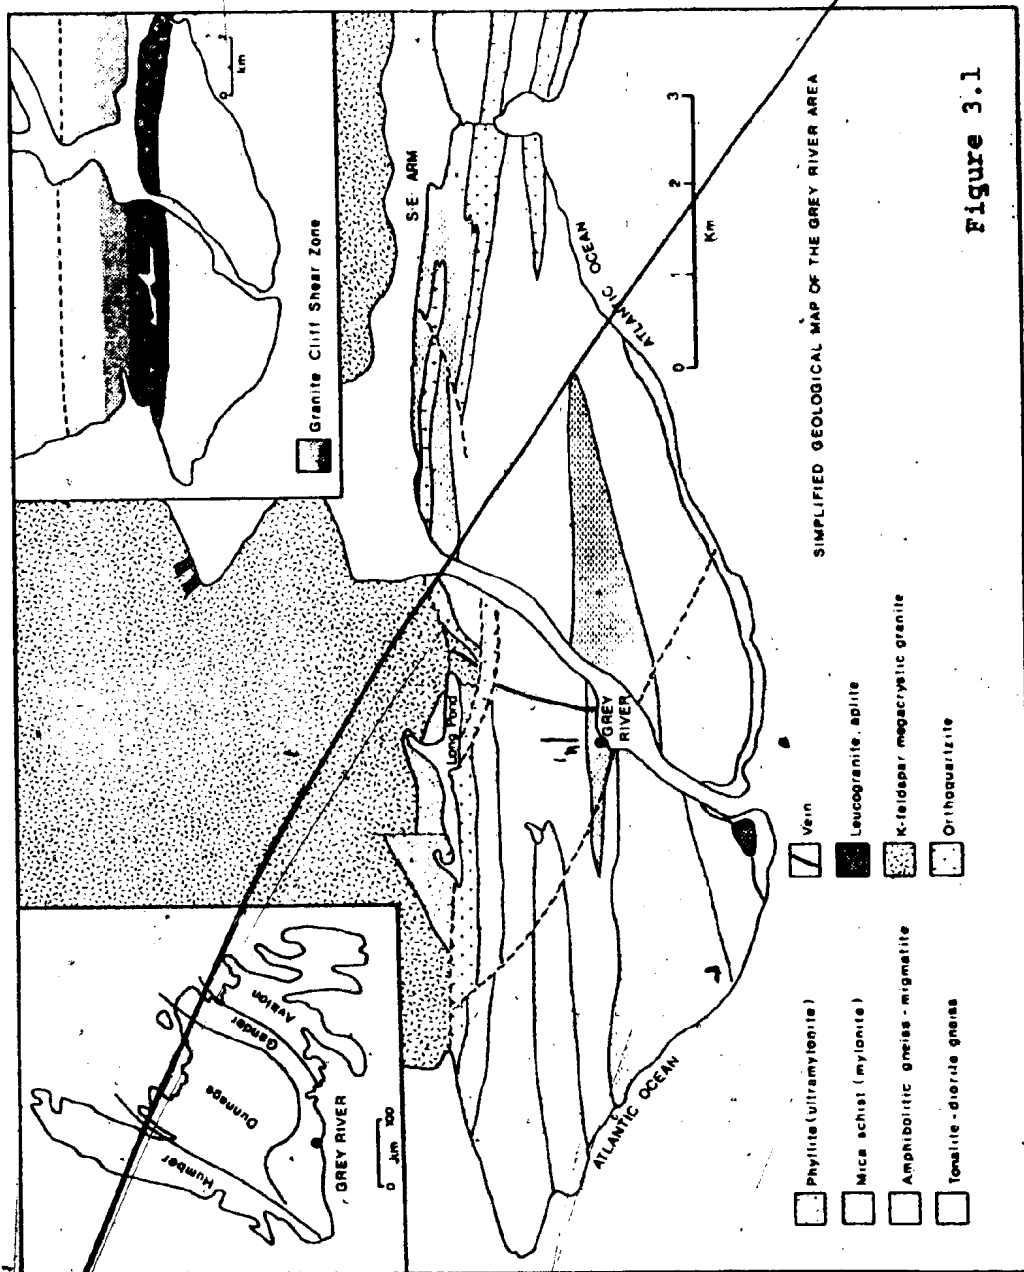 Humber
Dunnage
Gander
Avalon
GREY RIVER
0 km 100
0 2
km
Granite Cliff Shear Zone
S·E ARM
Long Pond
GREY
RIVER
ATLANTIC OCEAN
ATLANTIC OCEAN
0 1 2 3
Km
Phyllite (ultramylonite)
Mica schist (mylonite)
Amphibolitic gneiss - migmatite
Tonalite - diorite gneiss
Vein
Leucogranite, aplite
K-feldspar megacrystic granite
Orthoquartzite
SIMPLIFIED GEOLOGICAL MAP OF THE GREY RIVER AREA
Figure 3.1